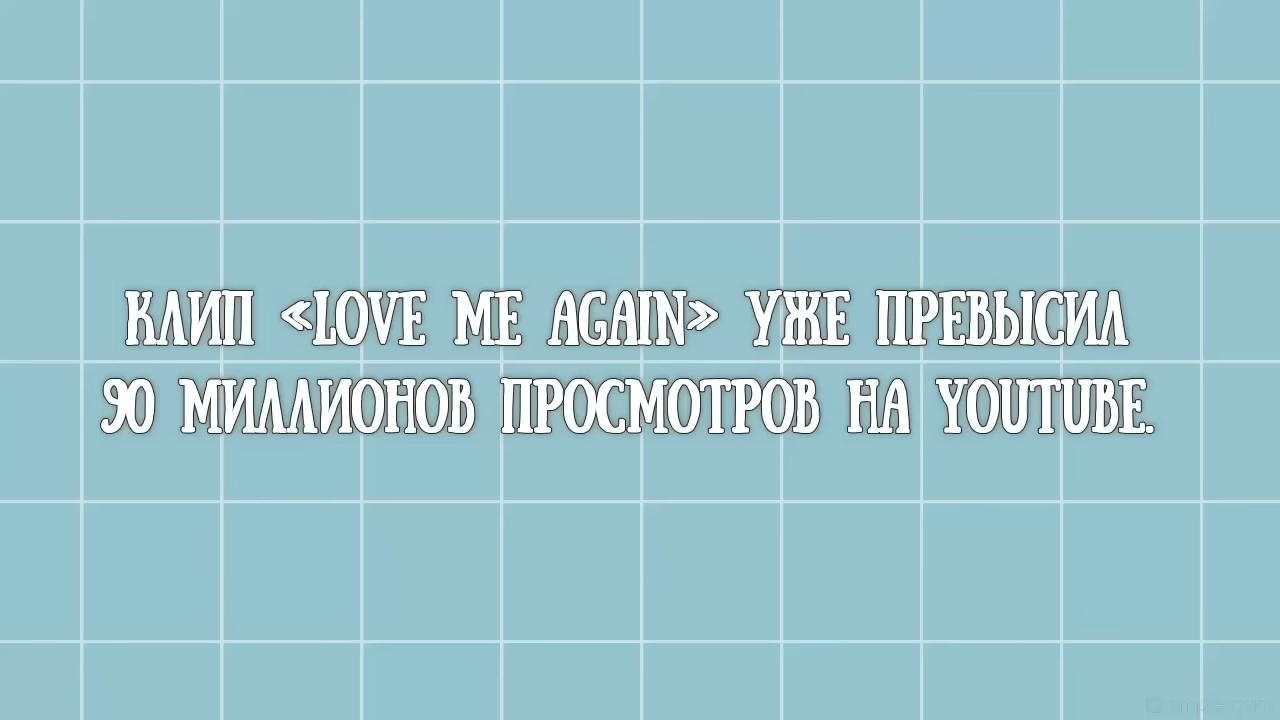 КЛИП «LOVE ME AGAIN» УЖЕ ПРЕВЫСИЛ
90 МИЛЛИОНОВ ПРОСМОТРОВ НА YOUTUBE.